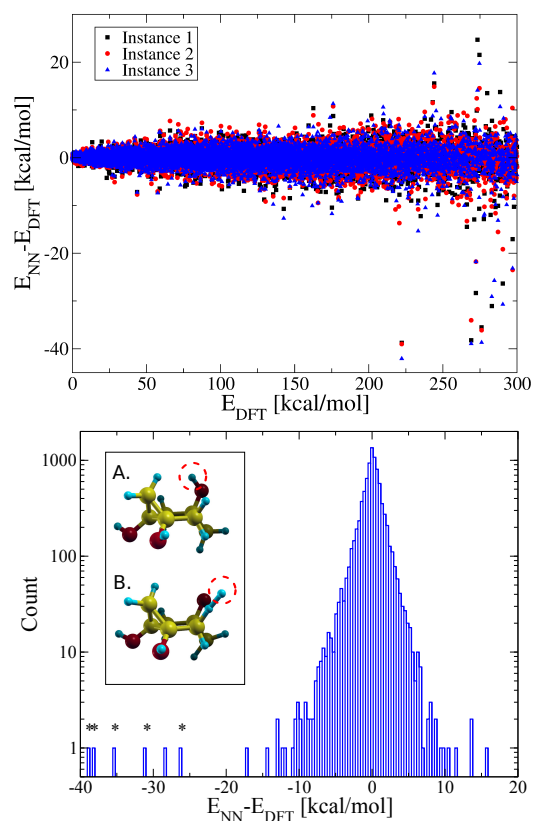 Instance 1
Instance 2
Instance 3
E_NN-E_DFT [kcal/mol]
20
0
-20
-40
0 50 100 150 200 250 300
E_DFT [kcal/mol]
A.
B.
Count
1000
100
10
1
** * * *
-40 -30 -20 -10 0 10 20
E_NN-E_DFT [kcal/mol]